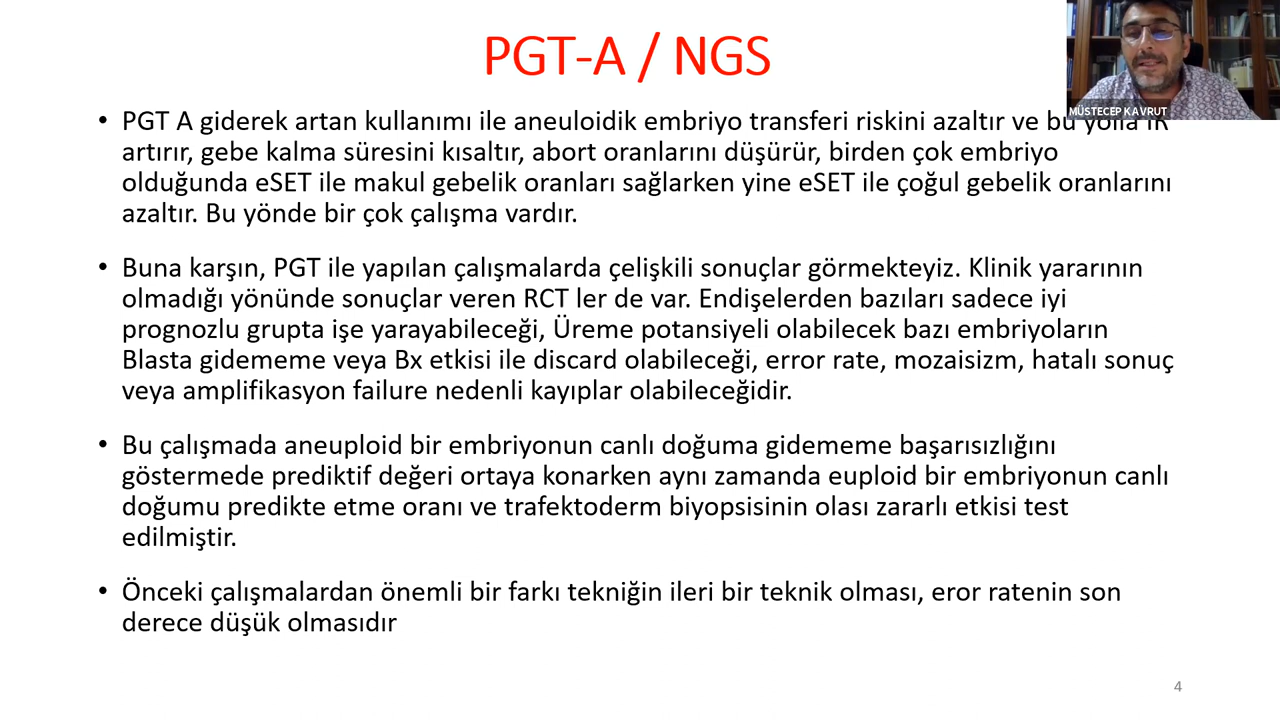 PGT-A / NGS
MÜSTECEP KAVRUT
• PGT A giderek artan kullanımı ile aneuloidik embriyo transferi riskini azaltır ve bu yolla IR
artırır, gebe kalma süresini kısaltır, abort oranlarını düşürür, birden çok embriyo
olduğunda eSET ile makul gebelik oranları sağlarken yine eSET ile çoğul gebelik oranlarını
azaltır. Bu yönde bir çok çalışma vardır.
• Buna karşın, PGT ile yapılan çalışmalarda çelişkili sonuçlar görmekteyiz. Klinik yararının
olmadığı yönünde sonuçlar veren RCT ler de var. Endişelerden bazıları sadece iyi
prognozlu grupta işe yarayabileceği, Üreme potansiyeli olabilecek bazı embriyoların
Blasta gidememe veya Bx etkisi ile discard olabileceği, error rate, mozaisizm, hatalı sonuç
veya amplifikasyon failure nedenli kayıplar olabileceğidir.
• Bu çalışmada aneuploid bir embriyonun canlı doğuma gidememe başarısızlığını
göstermede prediktif değeri ortaya konarken aynı zamanda euploid bir embriyonun canlı
doğumu predikte etme oranı ve trafektoderm biyopsisinin olası zararlı etkisi test
edilmiştir.
• Önceki çalışmalardan önemli bir farkı tekniğin ileri bir teknik olması, eror ratenin son
derece düşük olmasıdır
4